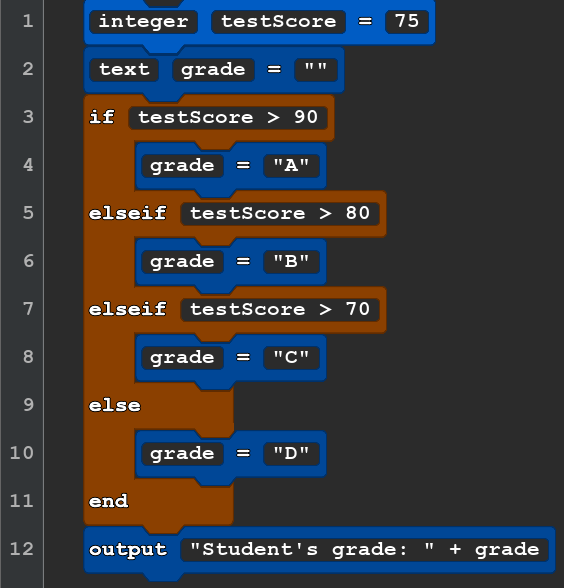 1 integer testScore = 75
2 text grade = ""
3 if testScore > 90
4 grade = "A"
5 elseif testScore > 80
6 grade = "B"
7 elseif testScore > 70
8 grade = "C"
9 else
10 grade = "D"
11 end
12 output "Student's grade: " + grade